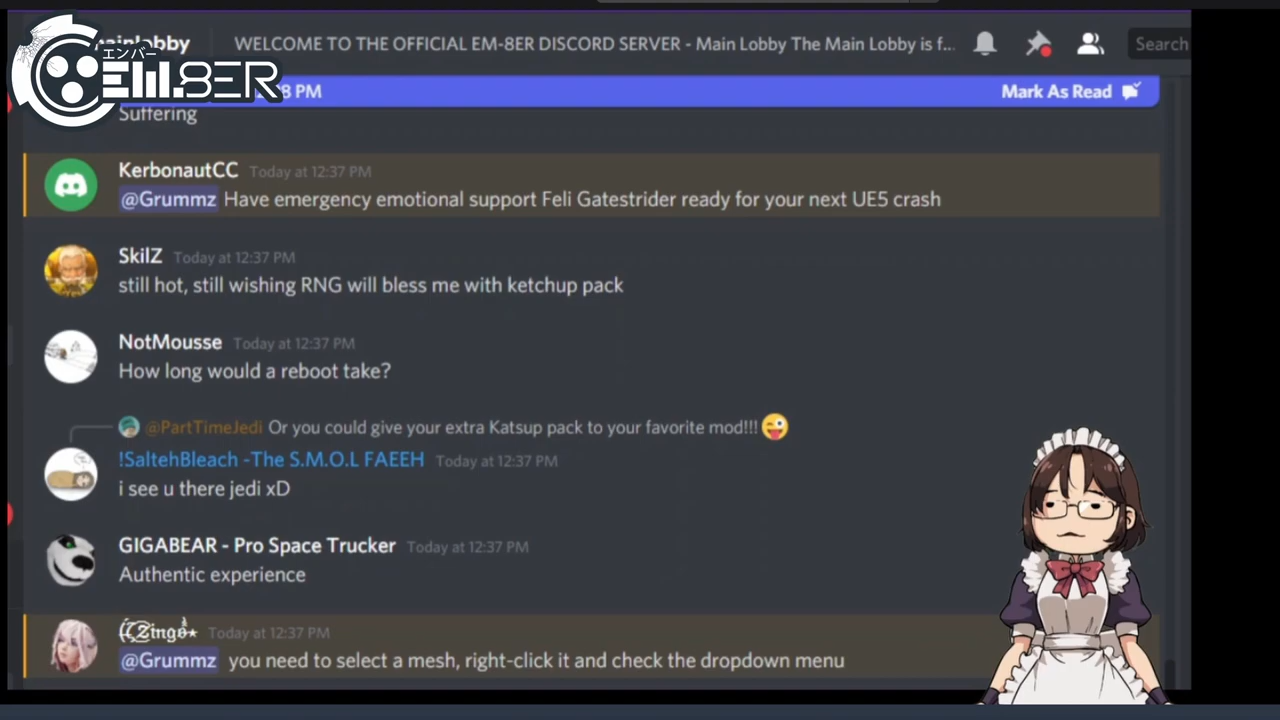 mainlobby
WELCOME TO THE OFFICIAL EM-8ER DISCORD SERVER - Main Lobby The Main Lobby is f...
Search
エンバー
EM.8ER
8 PM
Mark As Read
Suffering
KerbonautCC Today at 12:37 PM
@Grummz Have emergency emotional support Feli Gatestrider ready for your next UE5 crash
SkilZ Today at 12:37 PM
still hot, still wishing RNG will bless me with ketchup pack
NotMousse Today at 12:37 PM
How long would a reboot take?
@PartTimeJedi Or you could give your extra Katsup pack to your favorite mod!!! 😜
!SaltehBleach -The S.M.O.L FAEEH Today at 12:37 PM
i see u there jedi xD
GIGABEAR - Pro Space Trucker Today at 12:37 PM
Authentic experience
Zingo★ Today at 12:37 PM
@Grummz you need to select a mesh, right-click it and check the dropdown menu